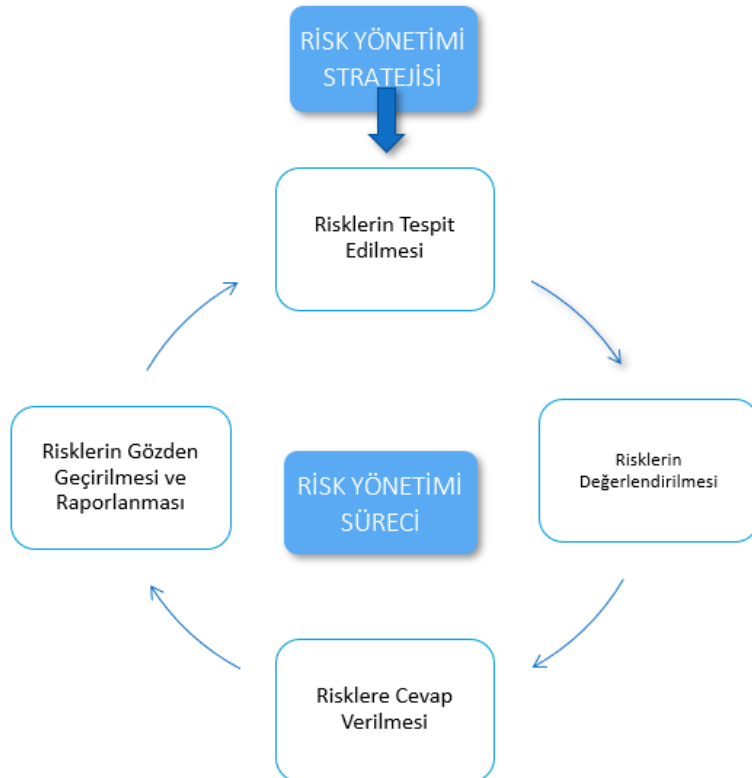 RİSK YÖNETİMİ
STRATEJİSİ
Risklerin Tespit
Edilmesi
Risklerin
Değerlendirilmesi
Risklere Cevap
Verilmesi
Risklerin Gözden
Geçirilmesi ve
Raporlanması
RİSK YÖNETİMİ
SÜRECİ